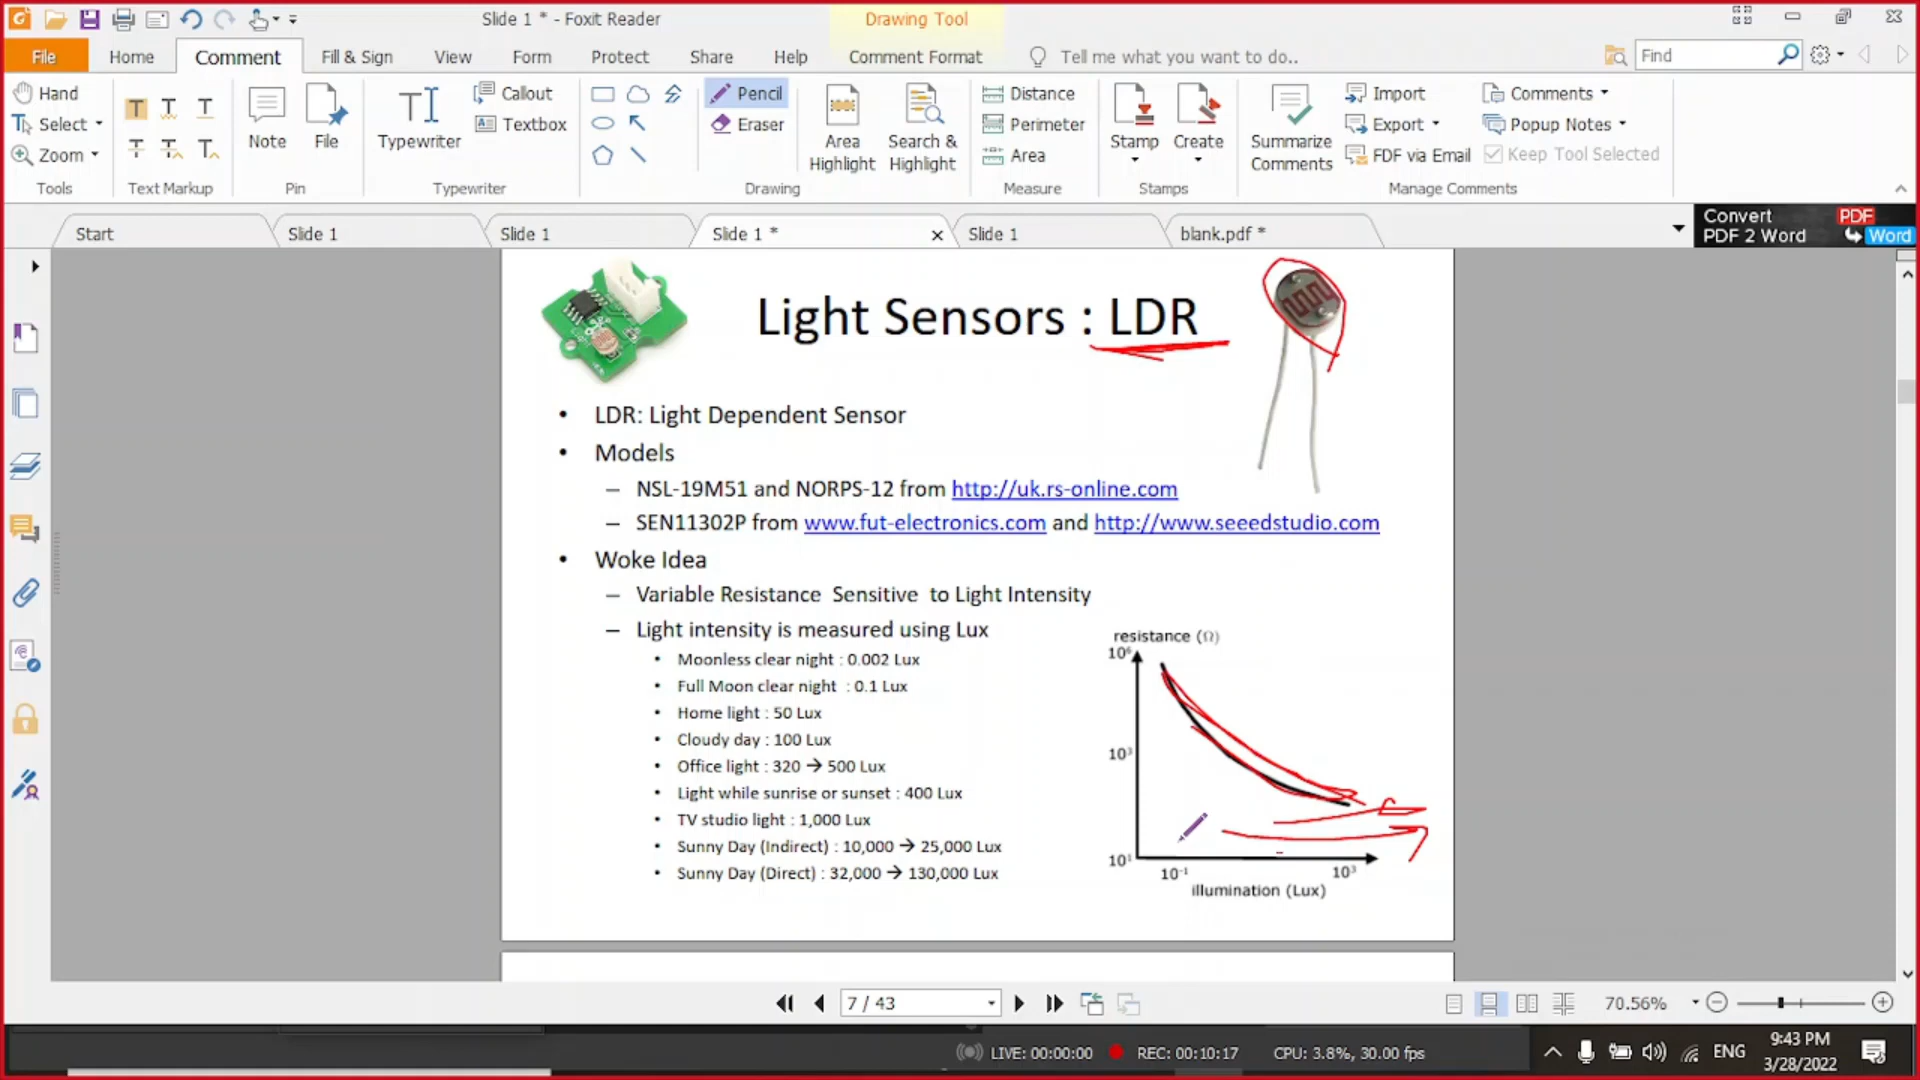 Slide 1 * - Foxit Reader
Drawing Tool
File
Home
Comment
Fill & Sign
View
Form
Protect
Share
Help
Comment Format
Tell me what you want to do..
Find
Hand
Select
Zoom
Tools
Text Markup
Note
File
Pin
Typewriter
Callout
Textbox
Typewriter
Pencil
Eraser
Area Highlight
Search & Highlight
Drawing
Distance
Perimeter
Area
Measure
Stamp
Create
Stamps
Summarize Comments
Import
Export
FDF via Email
Comments
Popup Notes
Keep Tool Selected
Manage Comments
Start
Slide 1
Slide 1
Slide 1 *
Slide 1
blank.pdf *
Convert PDF
PDF 2 Word Word
Light Sensors : LDR
• LDR: Light Dependent Sensor
• Models
– NSL-19M51 and NORPS-12 from http://uk.rs-online.com
– SEN11302P from www.fut-electronics.com and http://www.seeedstudio.com
• Woke Idea
– Variable Resistance Sensitive to Light Intensity
– Light intensity is measured using Lux
• Moonless clear night : 0.002 Lux
• Full Moon clear night : 0.1 Lux
• Home light : 50 Lux
• Cloudy day : 100 Lux
• Office light : 320 → 500 Lux
• Light while sunrise or sunset : 400 Lux
• TV studio light : 1,000 Lux
• Sunny Day (Indirect) : 10,000 → 25,000 Lux
• Sunny Day (Direct) : 32,000 → 130,000 Lux
resistance (Ω)
10⁶
10³
10¹
10⁻¹
10³
illumination (Lux)
7 / 43
70.56%
LIVE: 00:00:00
REC: 00:10:17
CPU: 3.8%, 30.00 fps
ENG
9:43 PM
3/28/2022